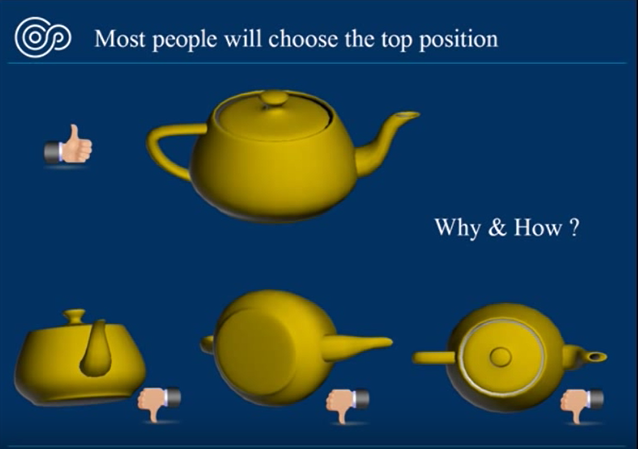 Most people will choose the top position
Why & How ?